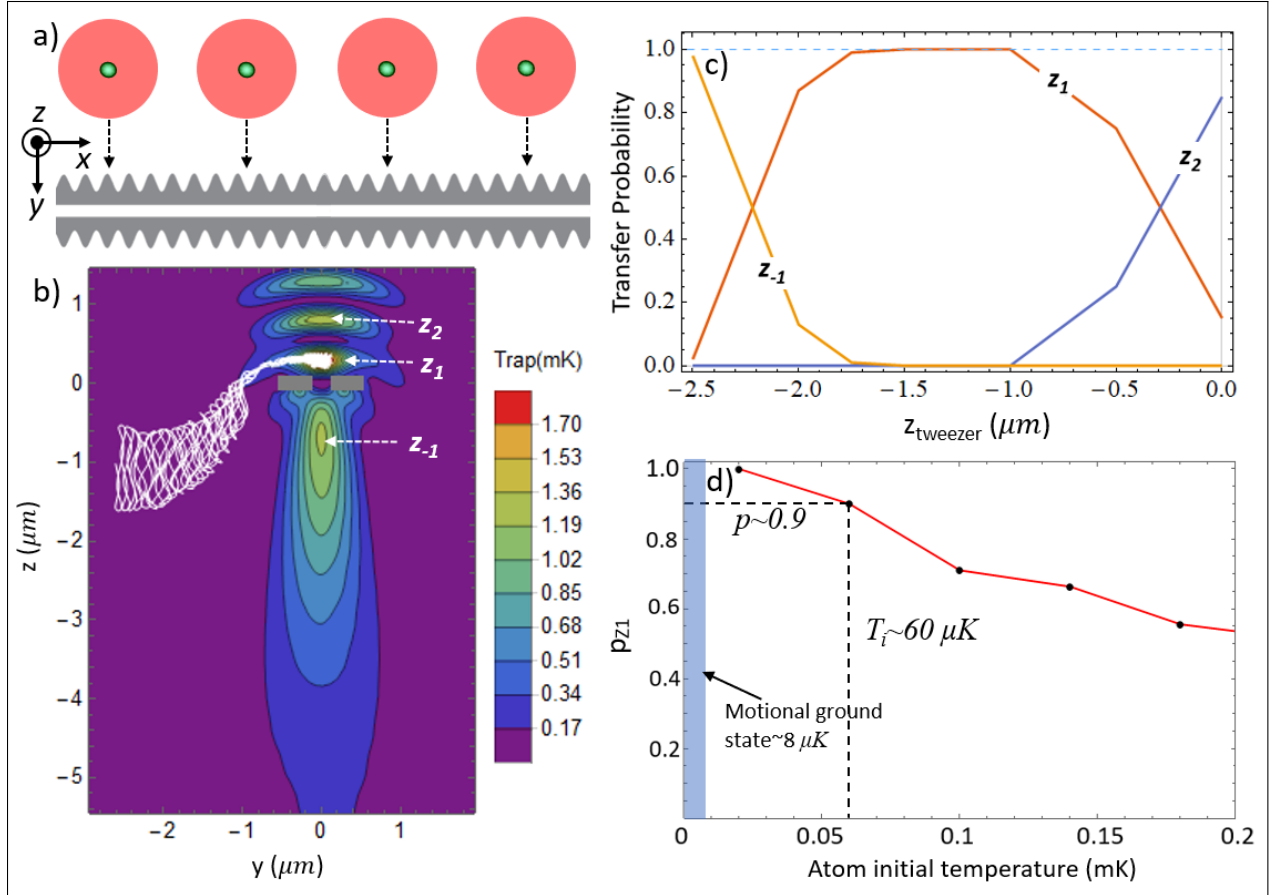 a)
z
x
y
b)
z₂
z₁
z₋₁
1
0
−1
−2
−3
−4
−5
z (μm)
−2
−1
0
1
y (μm)
Trap(mK)
1.70
1.53
1.36
1.19
1.02
0.85
0.68
0.51
0.34
0.17
c)
1.0
0.8
0.6
0.4
0.2
0.0
Transfer Probability
z₁
z₂
z₋₁
−2.5
−2.0
−1.5
−1.0
−0.5
0.0
z_tweezer (μm)
d)
1.0
0.8
0.6
0.4
0.2
p_Z1
p~0.9
T_i~60 μK
Motional ground
state~8 μK
0
0.05
0.1
0.15
0.2
Atom initial temperature (mK)